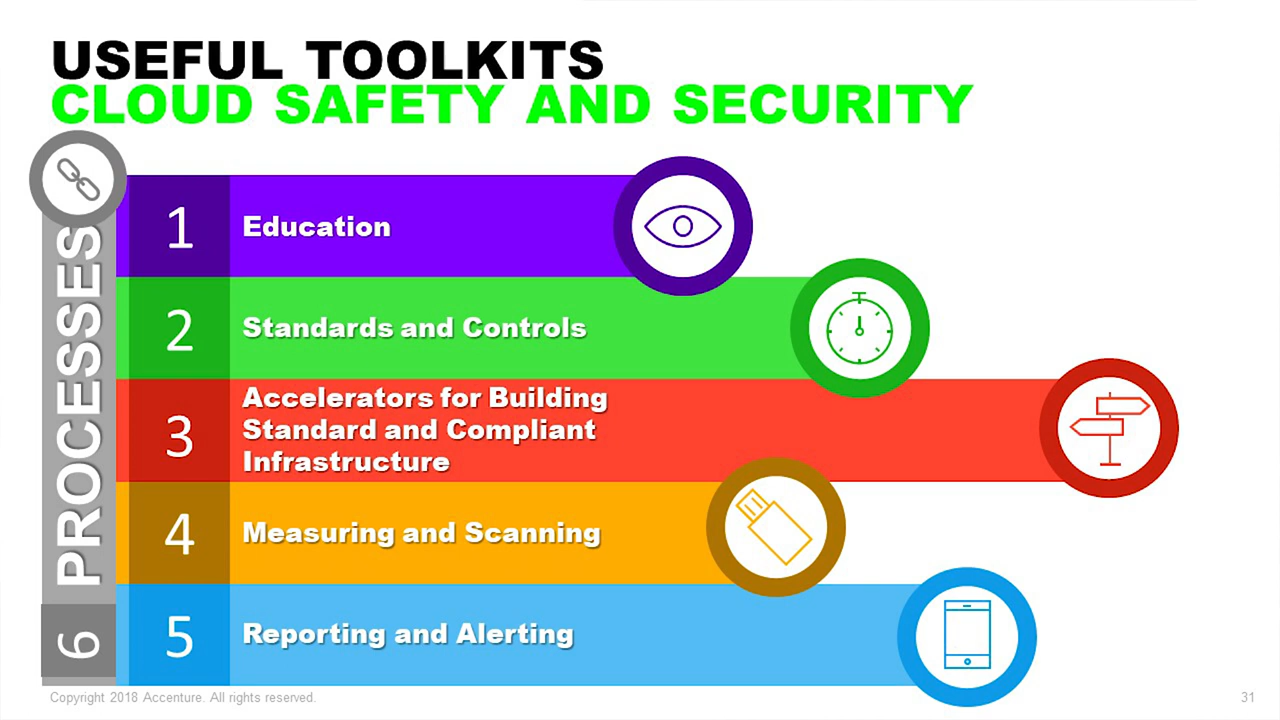 USEFUL TOOLKITS
CLOUD SAFETY AND SECURITY
1
Education
2
Standards and Controls
3
Accelerators for Building
Standard and Compliant
Infrastructure
4
Measuring and Scanning
5
Reporting and Alerting
6
PROCESSES
Copyright 2018 Accenture. All rights reserved.
31